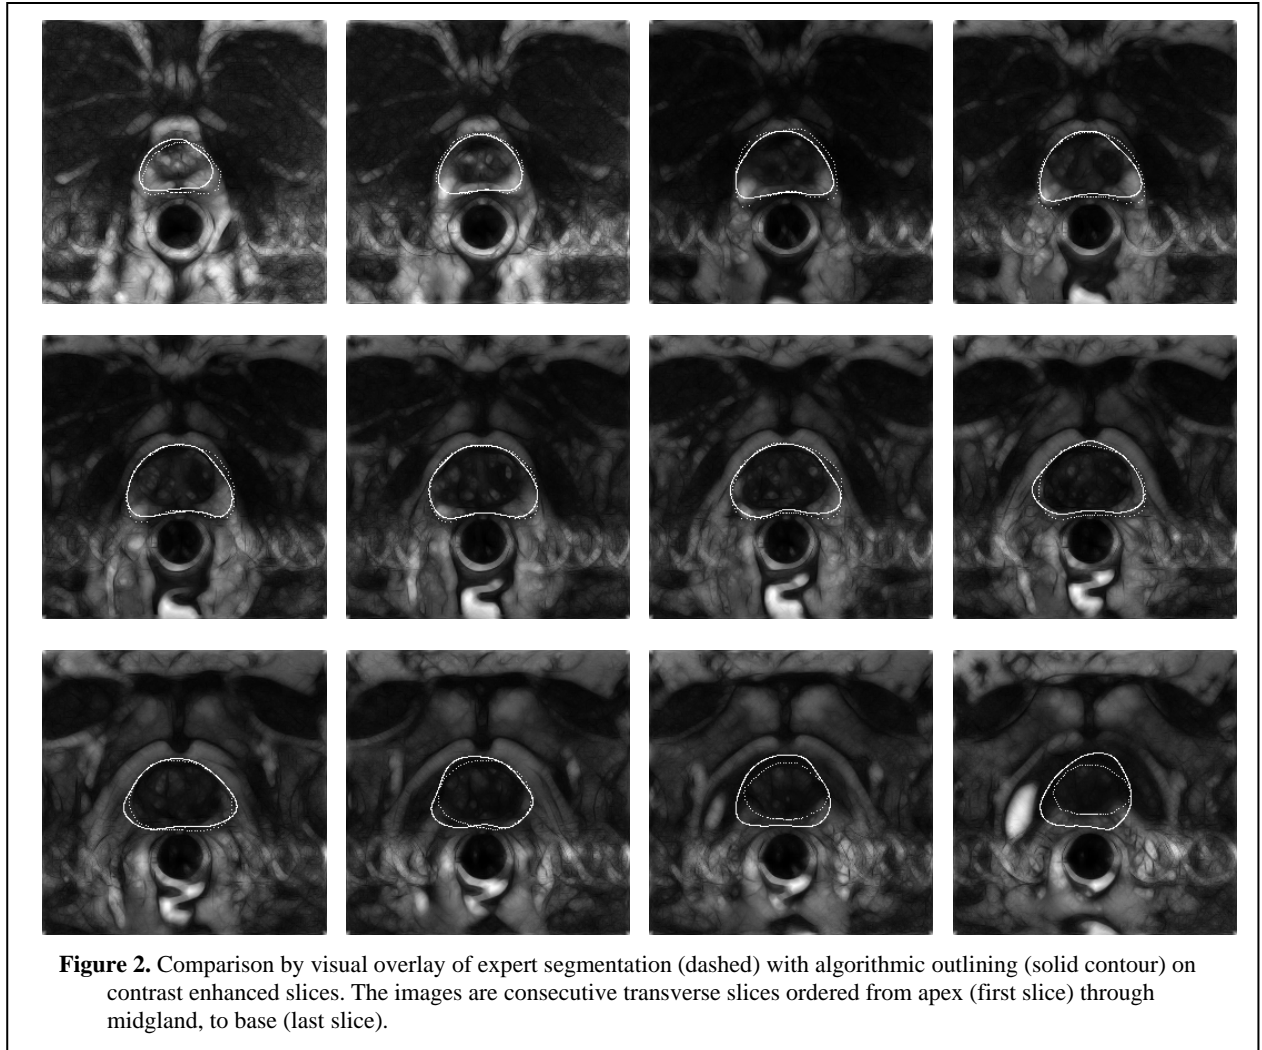 Figure 2. Comparison by visual overlay of expert segmentation (dashed) with algorithmic outlining (solid contour) on
contrast enhanced slices. The images are consecutive transverse slices ordered from apex (first slice) through
midgland, to base (last slice).